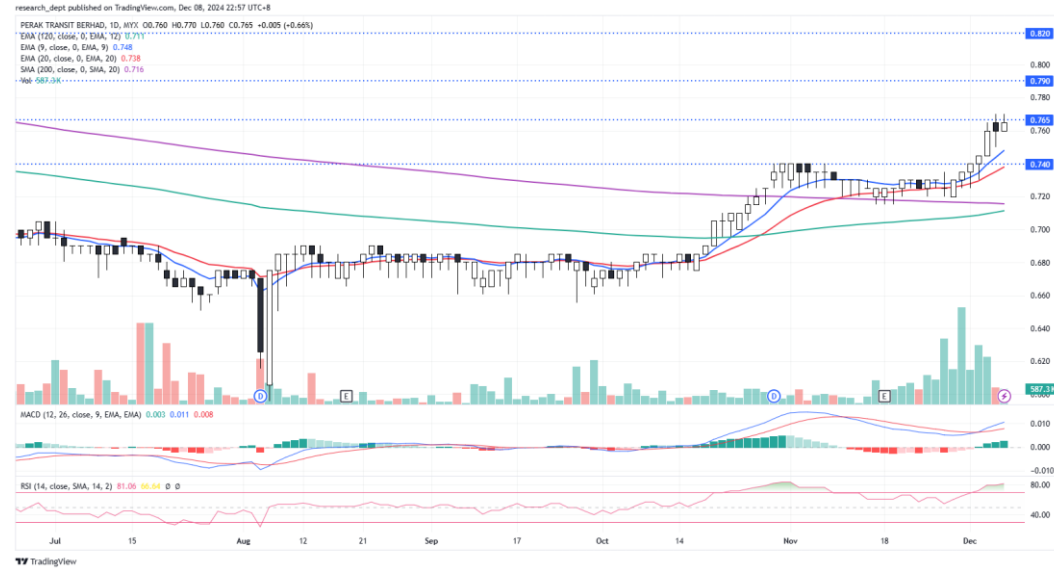 research_dept published on TradingView.com, Dec 08, 2024 22:57 UTC+8
PERAK TRANSIT BERHAD, 1D, MYX O0.760 H0.770 L0.760 C0.765 +0.005 (+0.66%)
EMA (120, close, 0, EMA, 12) 0.711
EMA (9, close, 0, EMA, 9) 0.748
EMA (20, close, 0, EMA, 20) 0.738
SMA (200, close, 0, SMA, 20) 0.716
Vol 587.3K
0.820
0.800
0.790
0.780
0.765
0.760
0.740
0.720
0.700
0.680
0.660
0.640
0.620
587.3K
D E D E
MACD (12, 26, close, 9, EMA, EMA) 0.003 0.011 0.008
0.010
0.000
−0.010
RSI (14, close, SMA, 14, 2) 81.06 66.64 Ø Ø
80.00
40.00
Jul 15 Aug 12 21 Sep 17 Oct 14 Nov 18 Dec
TradingView